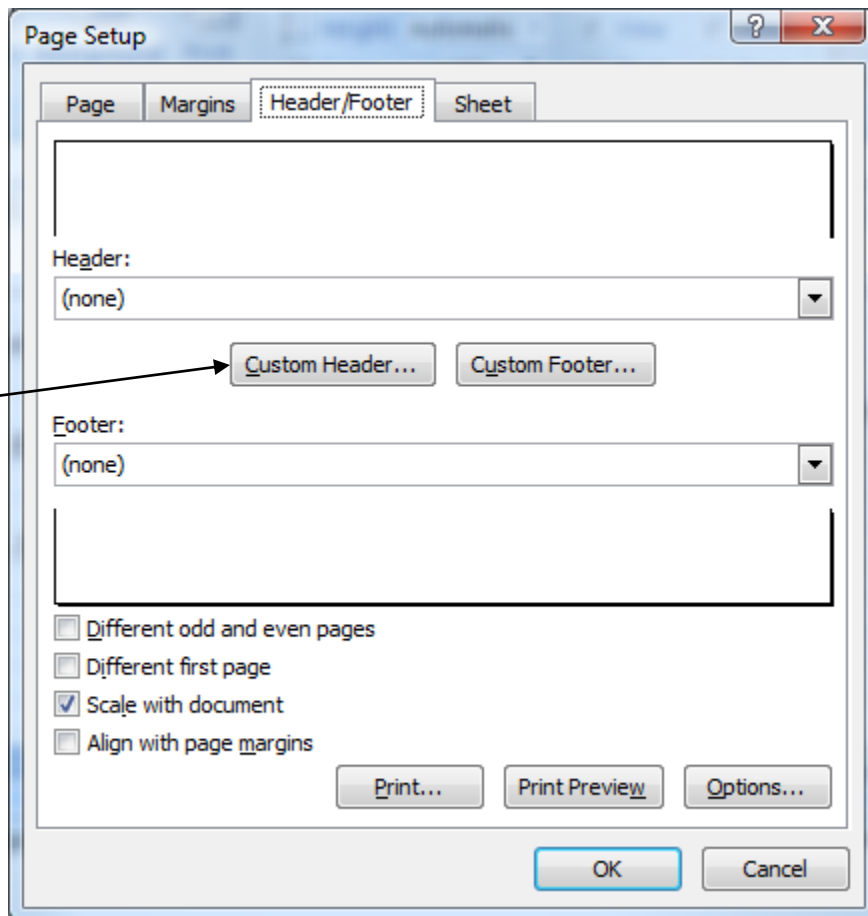 Page Setup
Page Margins Header/Footer Sheet
Header:
(none)
Custom Header... Custom Footer...
Footer:
(none)
Different odd and even pages
Different first page
Scale with document
Align with page margins
Print... Print Preview Options...
OK Cancel